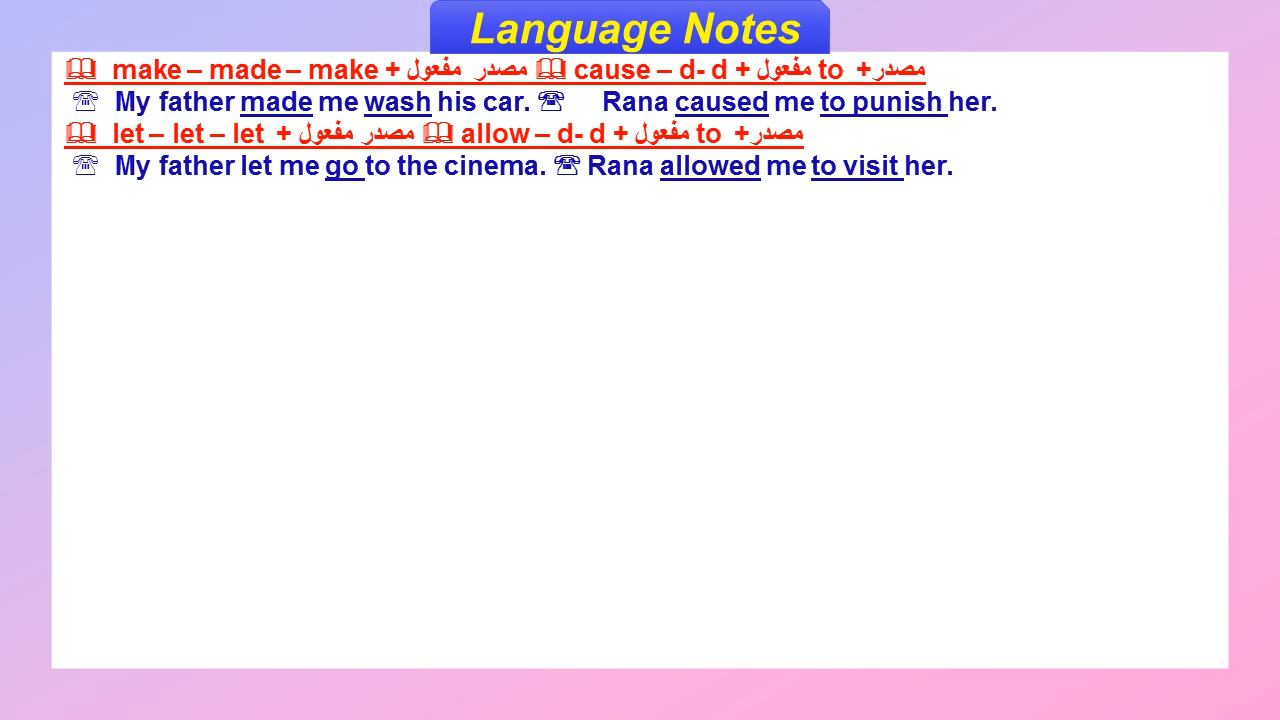 Language Notes
🕮 make – made – make + مفعول مصدر 🕮 cause – d- d + مفعول to +مصدر
☏ My father made me wash his car. 🕿 Rana caused me to punish her.
🕮 let – let – let + مفعول مصدر 🕮 allow – d- d + مفعول to +مصدر
☏ My father let me go to the cinema. 🕿 Rana allowed me to visit her.